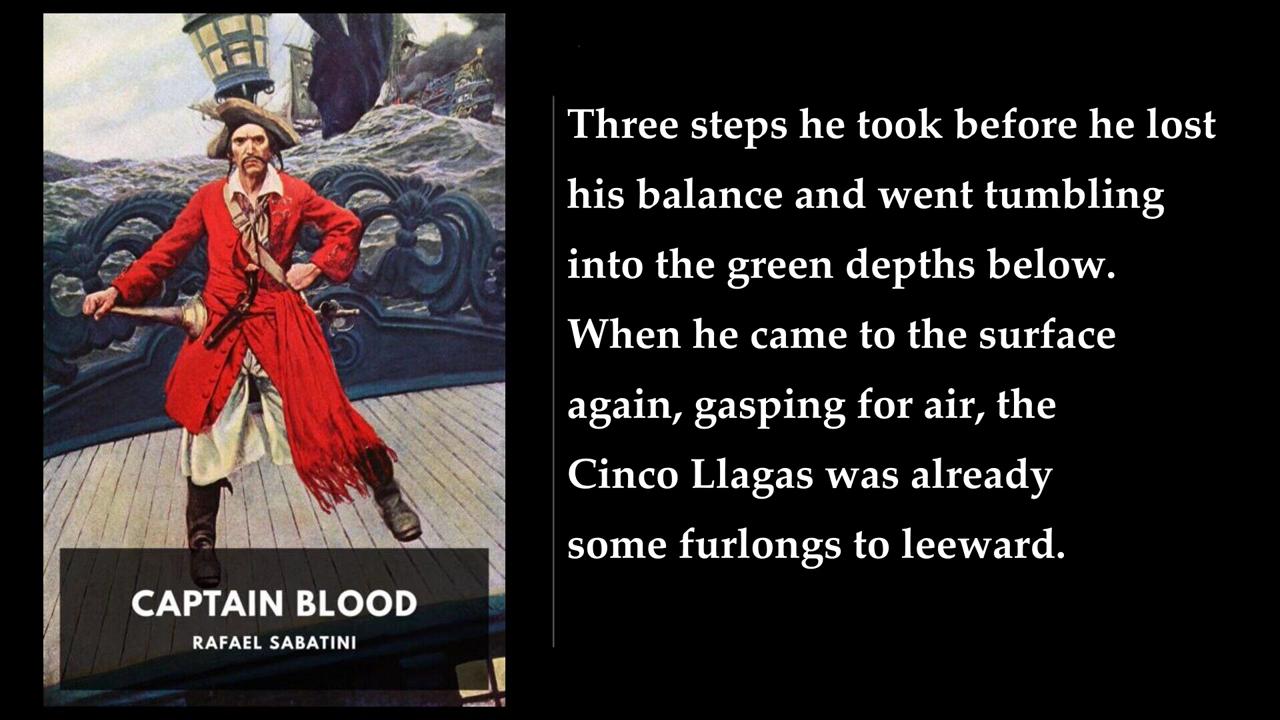 CAPTAIN BLOOD
RAFAEL SABATINI
Three steps he took before he lost
his balance and went tumbling
into the green depths below.
When he came to the surface
again, gasping for air, the
Cinco Llagas was already
some furlongs to leeward.